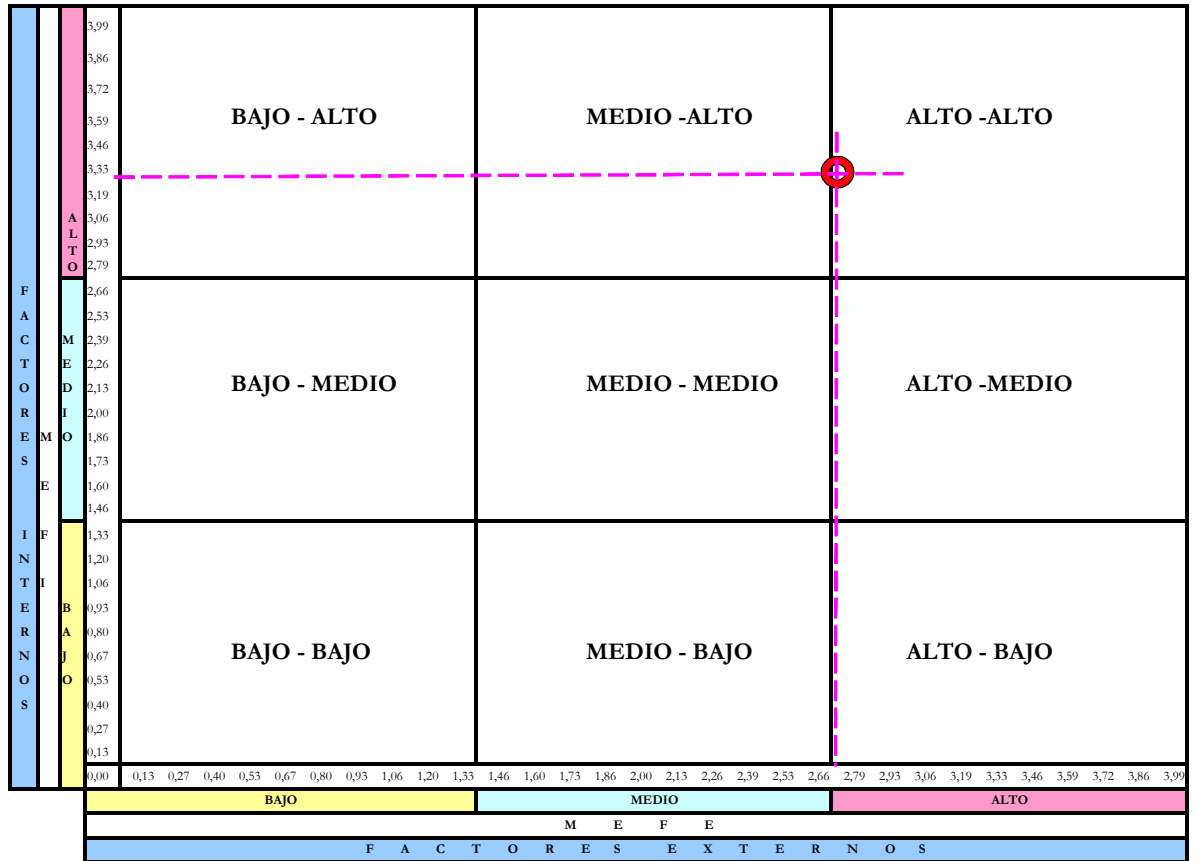 FACTORES INTERNOS
MEFI
ALTO
MEDIO
BAJO
3,99
3,86
3,72
3,59
3,46
3,33
3,19
3,06
2,93
2,79
2,66
2,53
2,39
2,26
2,13
2,00
1,86
1,73
1,60
1,46
1,33
1,20
1,06
0,93
0,80
0,67
0,53
0,40
0,27
0,13
BAJO - ALTO MEDIO -ALTO ALTO -ALTO
BAJO - MEDIO MEDIO - MEDIO ALTO -MEDIO
BAJO - BAJO MEDIO - BAJO ALTO - BAJO
0,00 0,13 0,27 0,40 0,53 0,67 0,80 0,93 1,06 1,20 1,33 1,46 1,60 1,73 1,86 2,00 2,13 2,26 2,39 2,53 2,66 2,79 2,93 3,06 3,19 3,33 3,46 3,59 3,72 3,86 3,99
BAJO MEDIO ALTO
M E F E
F A C T O R E S E X T E R N O S